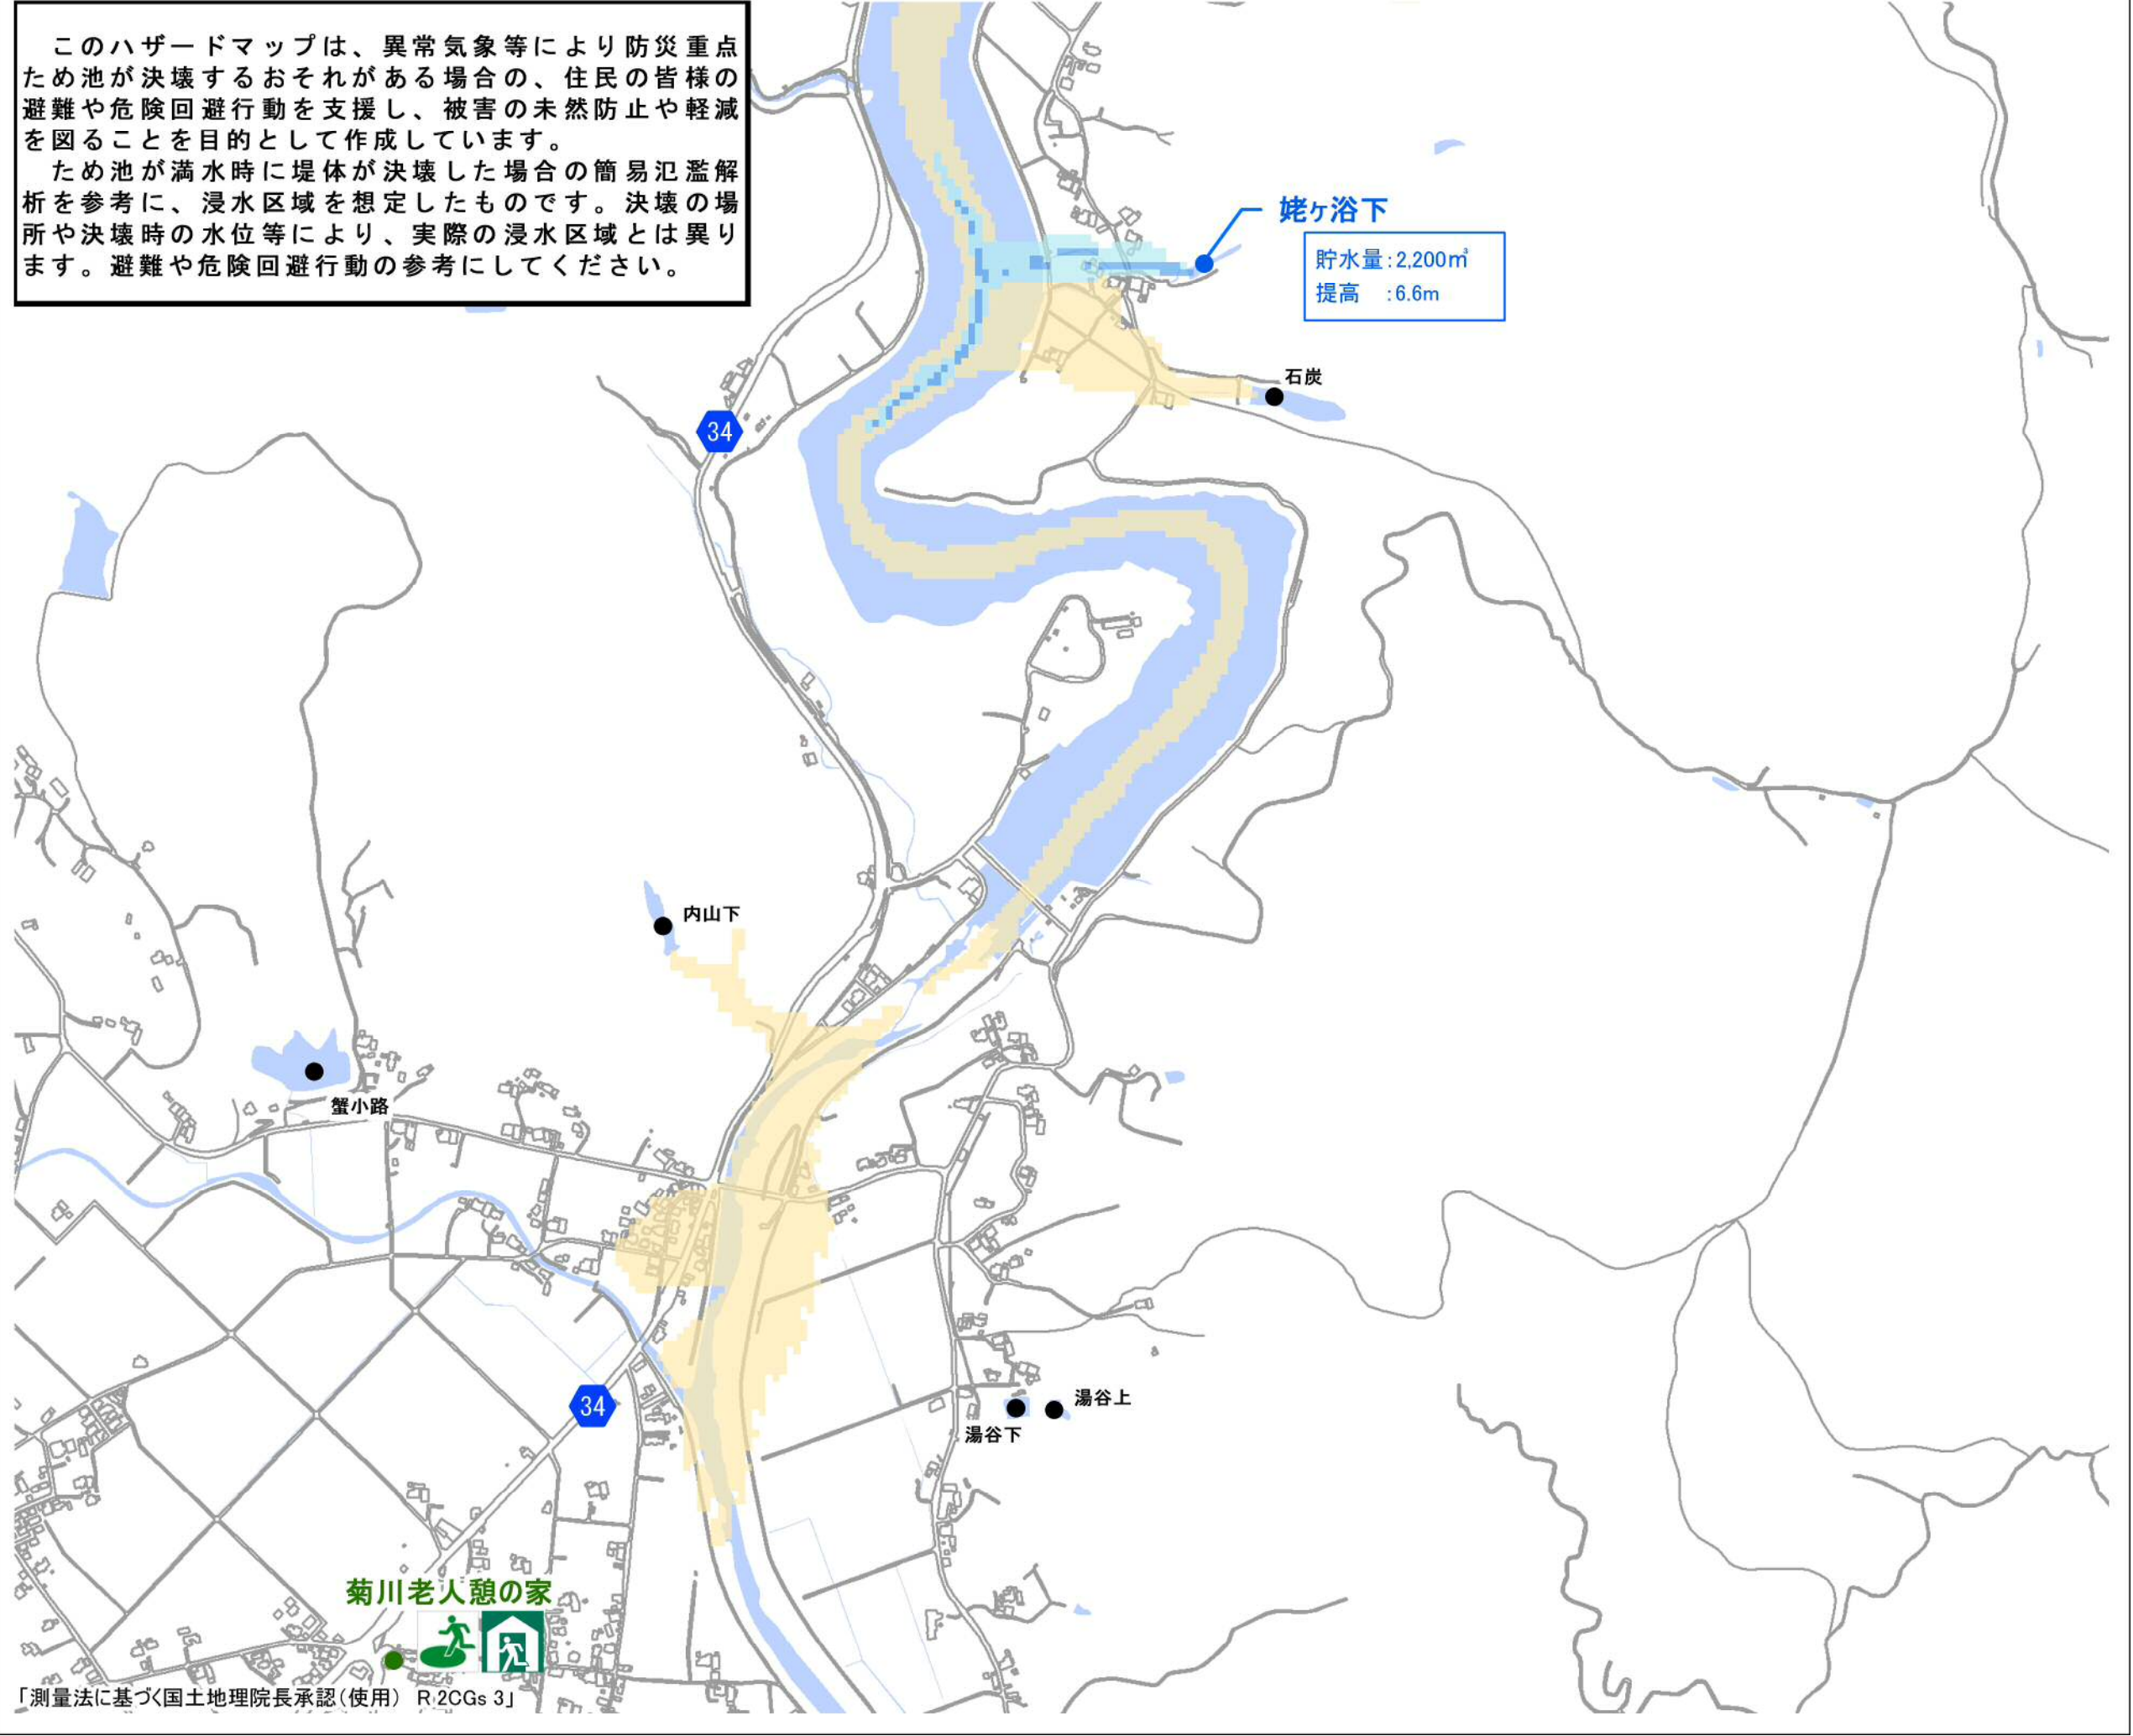 このハザードマップは、異常気象等により防災重点
ため池が決壊するおそれがある場合の、住民の皆様の
避難や危険回避行動を支援し、被害の未然防止や軽減
を図ることを目的として作成しています。
ため池が満水時に堤体が決壊した場合の簡易氾濫解
析を参考に、浸水区域を想定したものです。決壊の場
所や決壊時の水位等により、実際の浸水区域とは異り
ます。避難や危険回避行動の参考にしてください。
姥ヶ浴下
貯水量:2,200㎥
提高 :6.6m
石炭
34
内山下
蟹小路
湯谷上
湯谷下
34
菊川老人憩の家
「測量法に基づく国土地理院長承認(使用) R 2CGs 3」